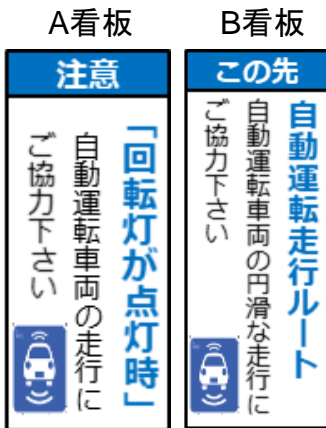 A看板
注意
「回転灯が点灯時」
自動運転車両の走行に
ご協力下さい
B看板
この先
自動運転走行ルート
自動運転車両の円滑な走行に
ご協力下さい